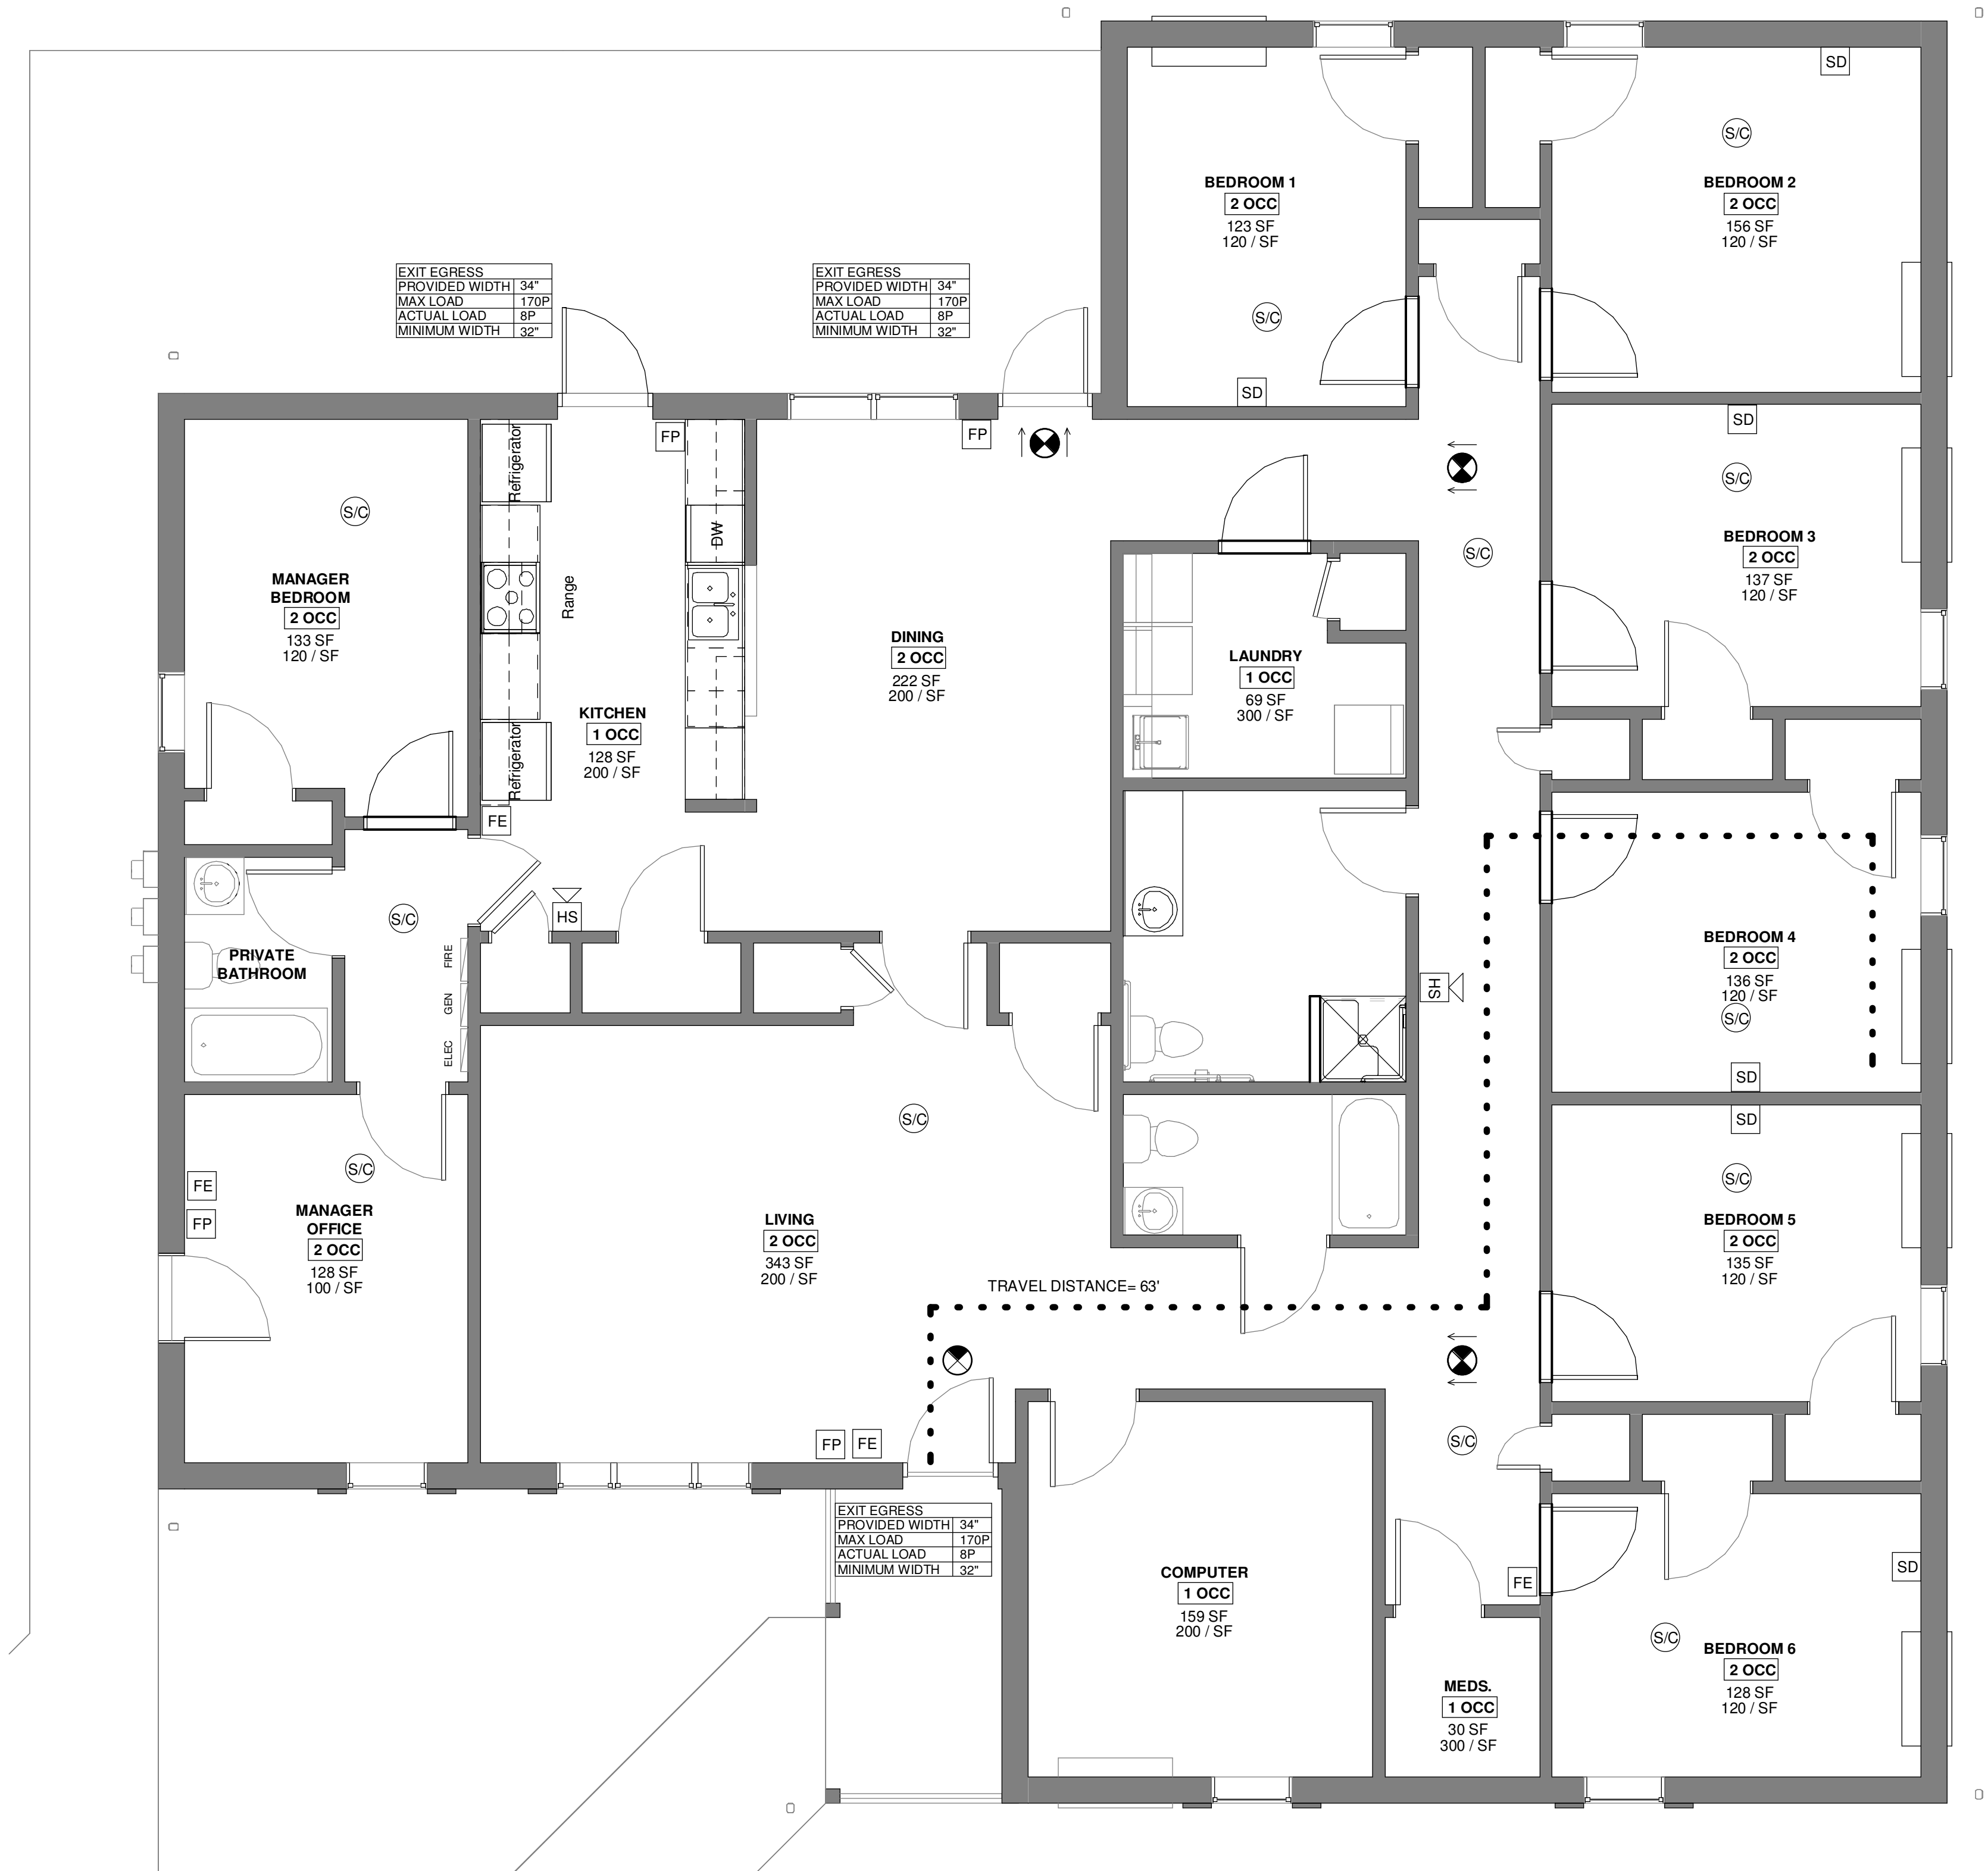 SD
S/C
BEDROOM 1
2 OCC
123 SF
120 / SF
S/C
SD
BEDROOM 2
2 OCC
156 SF
120 / SF
EXIT EGRESS
PROVIDED WIDTH 34"
MAX LOAD 170P
ACTUAL LOAD 8P
MINIMUM WIDTH 32"
EXIT EGRESS
PROVIDED WIDTH 34"
MAX LOAD 170P
ACTUAL LOAD 8P
MINIMUM WIDTH 32"
S/C
MANAGER
BEDROOM
2 OCC
133 SF
120 / SF
Refrigerator
FP
DW
Range
KITCHEN
1 OCC
128 SF
200 / SF
Refrigerator
FE
HS
FP
DINING
2 OCC
222 SF
200 / SF
LAUNDRY
1 OCC
69 SF
300 / SF
S/C
SD
S/C
BEDROOM 3
2 OCC
137 SF
120 / SF
S/C
PRIVATE
BATHROOM
FIRE
GEN
ELEC
HS
BEDROOM 4
2 OCC
136 SF
120 / SF
S/C
SD
SD
S/C
BEDROOM 5
2 OCC
135 SF
120 / SF
S/C
FE
FP
MANAGER
OFFICE
2 OCC
128 SF
100 / SF
S/C
LIVING
2 OCC
343 SF
200 / SF
TRAVEL DISTANCE= 63'
FP
FE
S/C
EXIT EGRESS
PROVIDED WIDTH 34"
MAX LOAD 170P
ACTUAL LOAD 8P
MINIMUM WIDTH 32"
COMPUTER
1 OCC
159 SF
200 / SF
FE
MEDS.
1 OCC
30 SF
300 / SF
SD
S/C
BEDROOM 6
2 OCC
128 SF
120 / SF